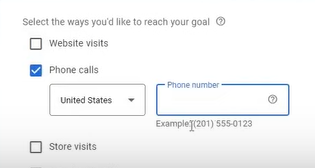 Select the ways you'd like to reach your goal
Website visits
Phone calls
Phone number
United States
Example: (201) 555-0123
Store visits